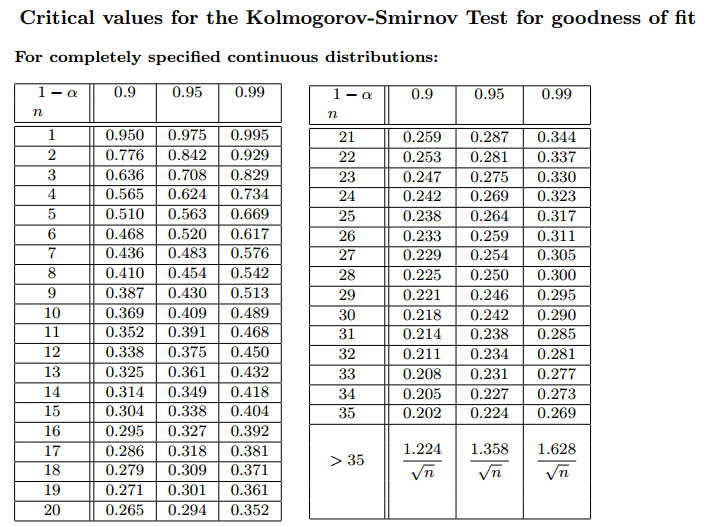 Critical values for the Kolmogorov-Smirnov Test for goodness of fit
For completely specified continuous distributions:
1 − α 0.9 0.95 0.99
n
1 0.950 0.975 0.995
2 0.776 0.842 0.929
3 0.636 0.708 0.829
4 0.565 0.624 0.734
5 0.510 0.563 0.669
6 0.468 0.520 0.617
7 0.436 0.483 0.576
8 0.410 0.454 0.542
9 0.387 0.430 0.513
10 0.369 0.409 0.489
11 0.352 0.391 0.468
12 0.338 0.375 0.450
13 0.325 0.361 0.432
14 0.314 0.349 0.418
15 0.304 0.338 0.404
16 0.295 0.327 0.392
17 0.286 0.318 0.381
18 0.279 0.309 0.371
19 0.271 0.301 0.361
20 0.265 0.294 0.352
1 − α 0.9 0.95 0.99
n
21 0.259 0.287 0.344
22 0.253 0.281 0.337
23 0.247 0.275 0.330
24 0.242 0.269 0.323
25 0.238 0.264 0.317
26 0.233 0.259 0.311
27 0.229 0.254 0.305
28 0.225 0.250 0.300
29 0.221 0.246 0.295
30 0.218 0.242 0.290
31 0.214 0.238 0.285
32 0.211 0.234 0.281
33 0.208 0.231 0.277
34 0.205 0.227 0.273
35 0.202 0.224 0.269
> 35 1.224/√n 1.358/√n 1.628/√n